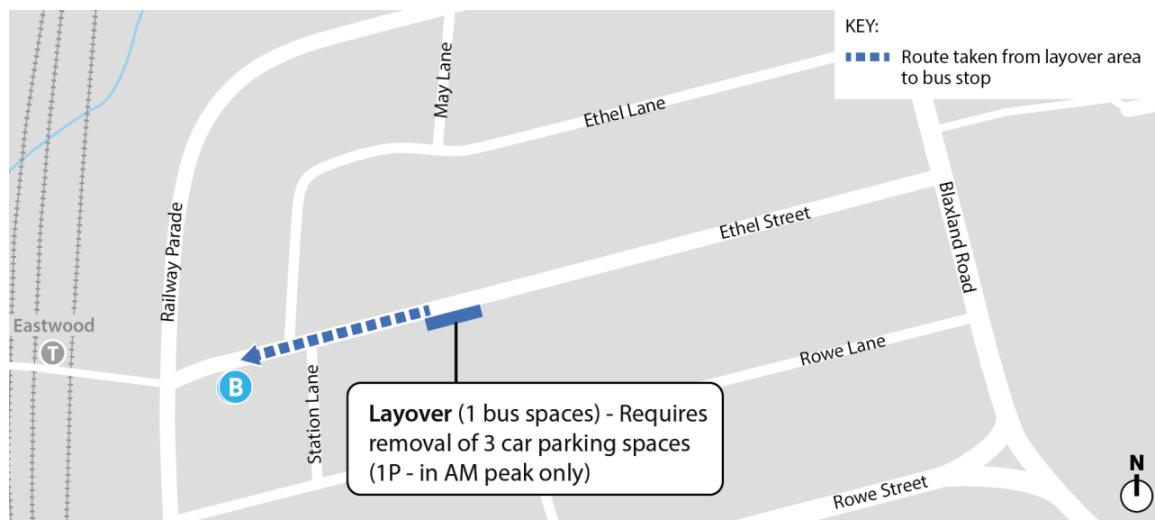 KEY:
Route taken from layover area
to bus stop
May Lane
Ethel Lane
Railway Parade
Ethel Street
Blaxland Road
Eastwood
T
B
Station Lane
Rowe Lane
Layover (1 bus spaces) - Requires
removal of 3 car parking spaces
(1P - in AM peak only)
Rowe Street
N